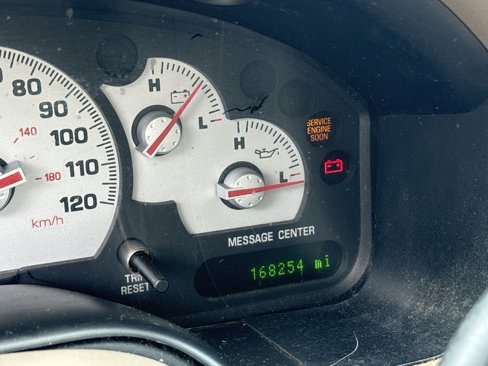 80
90
100
110
120
140
180
km/h
H
L
H
L
SERVICE
ENGINE
SOON
MESSAGE CENTER
168254 mi
TRIP
RESET